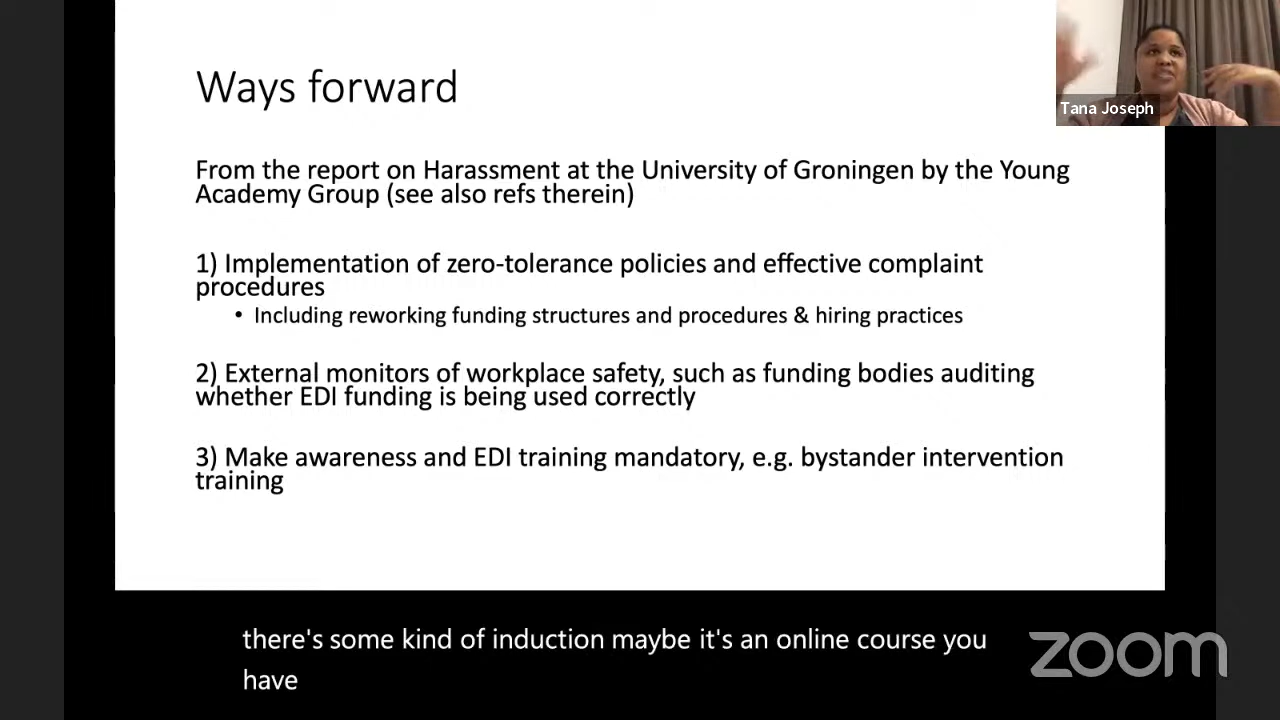 Ways forward
Tana Joseph
From the report on Harassment at the University of Groningen by the Young
Academy Group (see also refs therein)
1) Implementation of zero-tolerance policies and effective complaint
procedures
• Including reworking funding structures and procedures & hiring practices
2) External monitors of workplace safety, such as funding bodies auditing
whether EDI funding is being used correctly
3) Make awareness and EDI training mandatory, e.g. bystander intervention
training
there's some kind of induction maybe it's an online course you
have
zoom